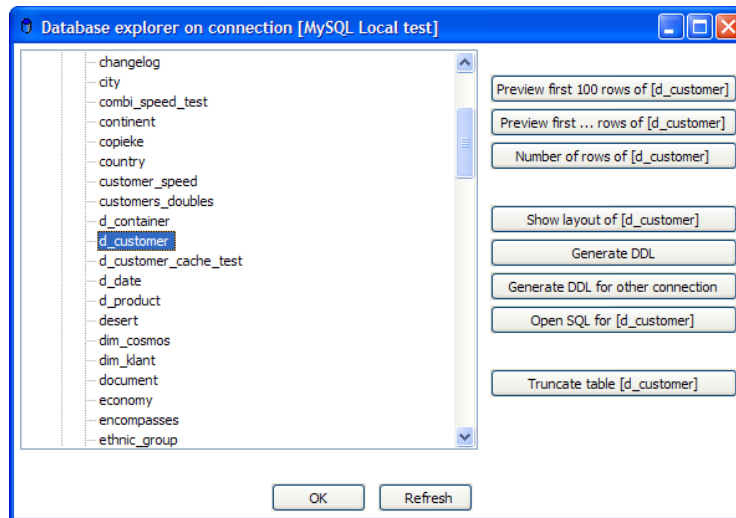 Database explorer on connection [MySQL Local test]
changelog
city
combi_speed_test
continent
copieke
country
customer_speed
customers_doubles
d_container
d_customer
d_customer_cache_test
d_date
d_product
desert
dim_cosmos
dim_klant
document
economy
encompasses
ethnic_group
Preview first 100 rows of [d_customer]
Preview first ... rows of [d_customer]
Number of rows of [d_customer]
Show layout of [d_customer]
Generate DDL
Generate DDL for other connection
Open SQL for [d_customer]
Truncate table [d_customer]
OK
Refresh